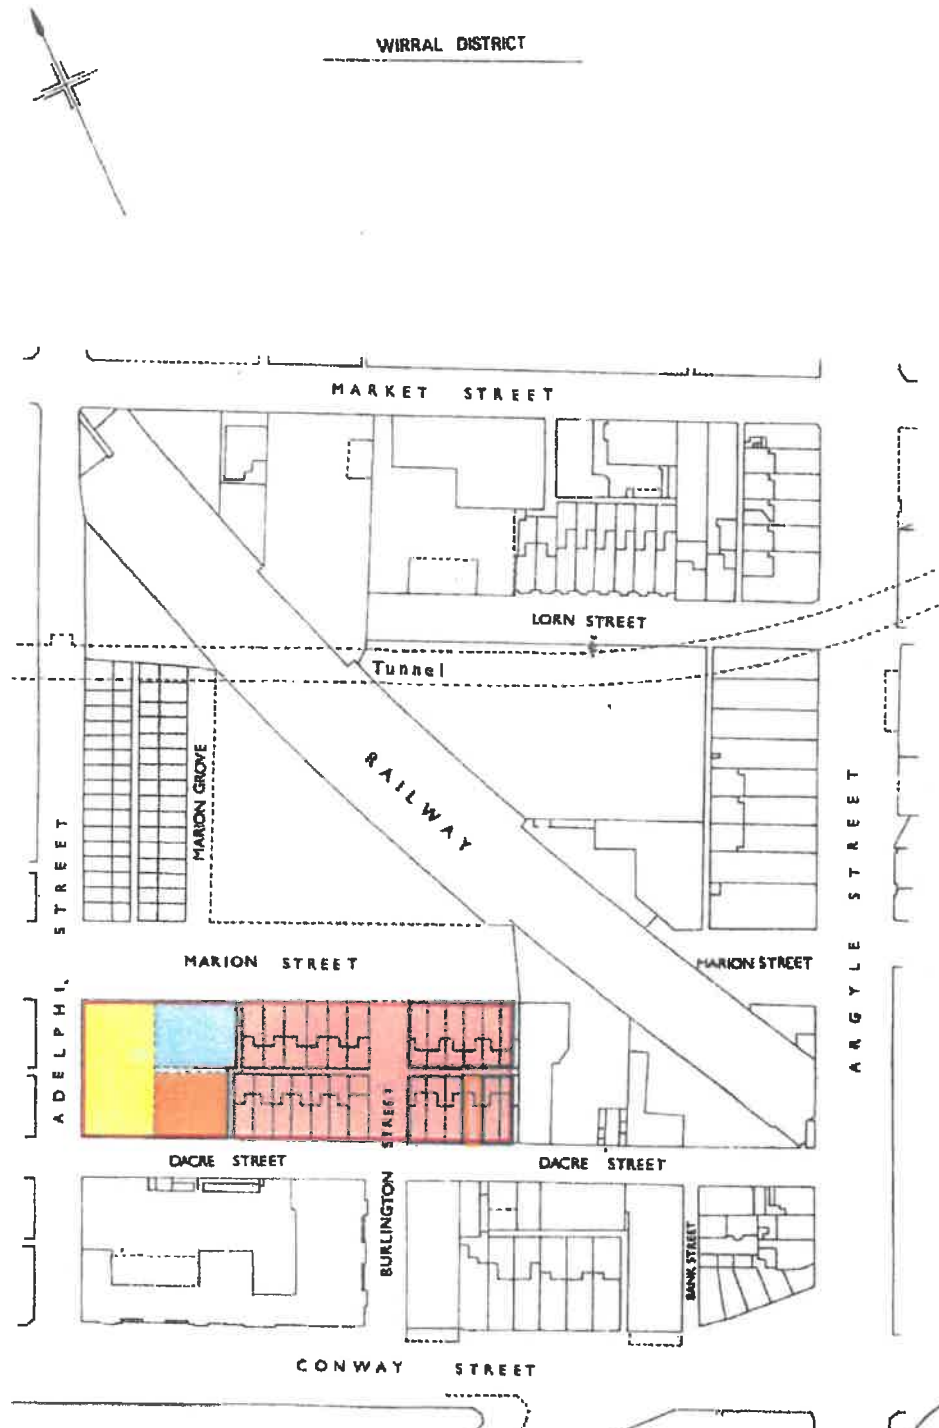 WIRRAL DISTRICT
MARKET STREET
LORN STREET
Tunnel
RAILWAY
MARION GROVE
ADELPHI STREET
ARGYLE STREET
MARION STREET
MARION STREET
BURLINGTON STREET
DACRE STREET
DACRE STREET
BANK STREET
CONWAY STREET